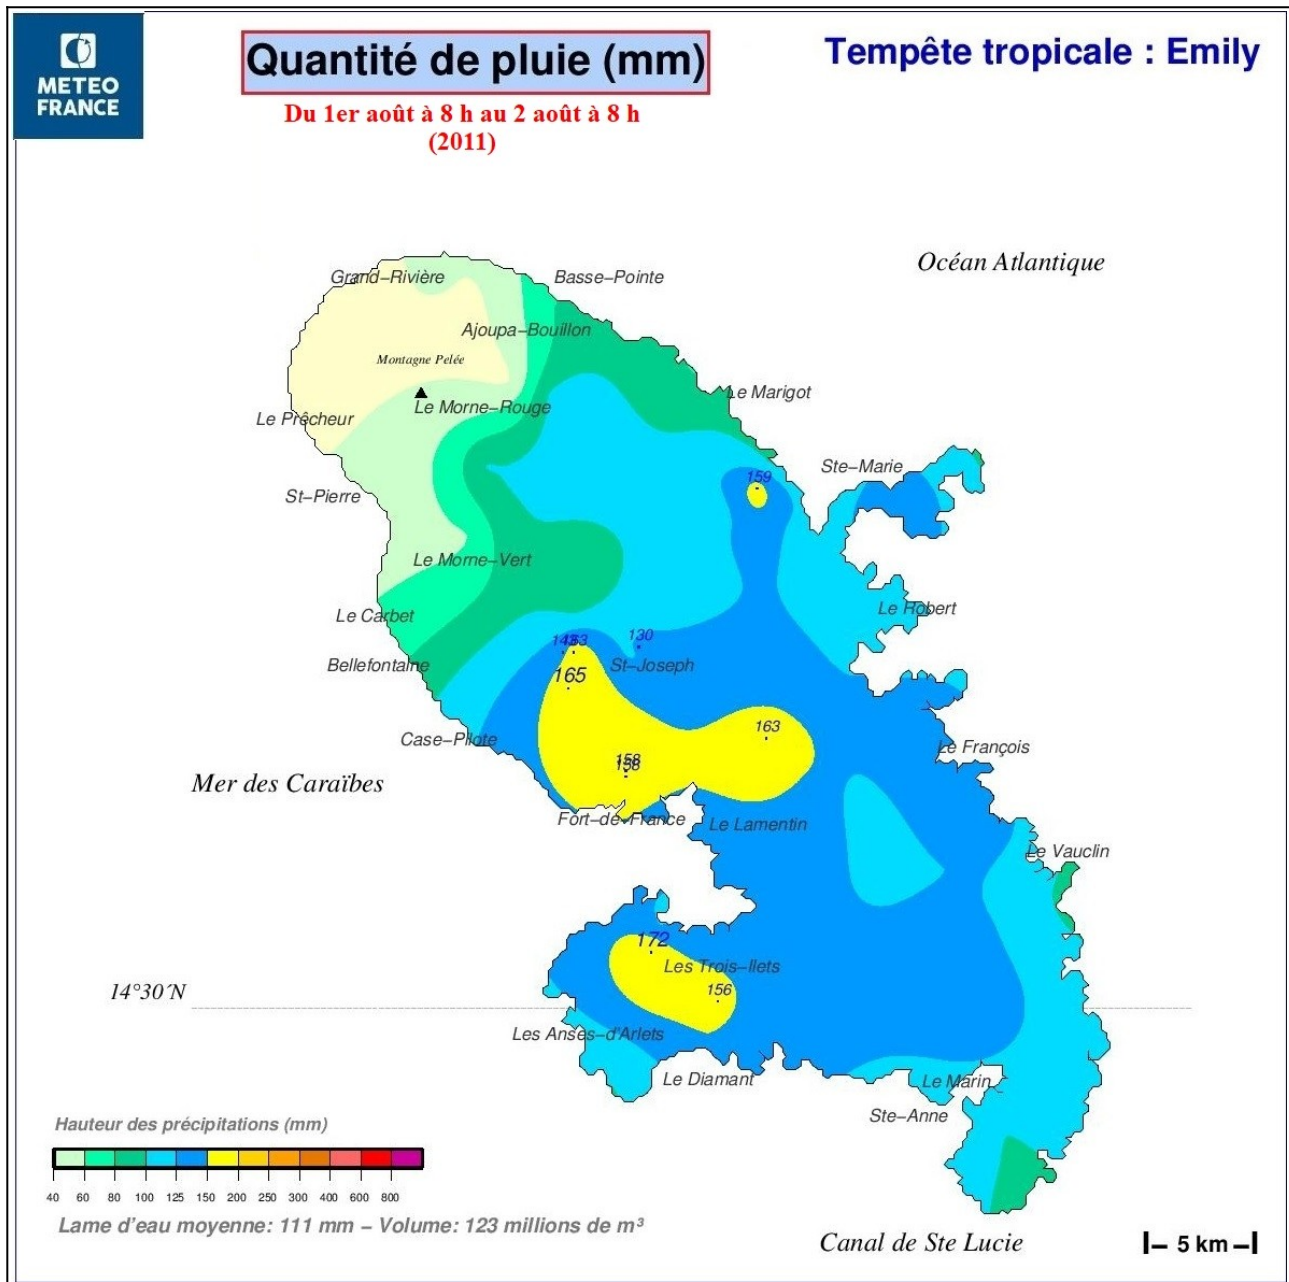 METEO
FRANCE
Quantité de pluie (mm)
Du 1er août à 8 h au 2 août à 8 h
(2011)
Tempête tropicale : Emily
Océan Atlantique
Grand–Rivière
Basse–Pointe
Ajoupa–Bouillon
Montagne Pelée
Le Marigot
Le Morne–Rouge
Le Prêcheur
Ste–Marie
159
St–Pierre
Le Morne–Vert
Le Robert
Le Carbet
130
Bellefontaine
St–Joseph
165
163
Case–Pilote
Le François
158
Mer des Caraïbes
Fort–de–France
Le Lamentin
Le Vauclin
172
Les Trois–Ilets
156
14°30´N
Les Anses–d'Arlets
Le Diamant
Le Marin
Ste–Anne
Hauteur des précipitations (mm)
40 60 80 100 125 150 200 250 300 400 600 800
Lame d'eau moyenne: 111 mm – Volume: 123 millions de m³
Canal de Ste Lucie
5 km